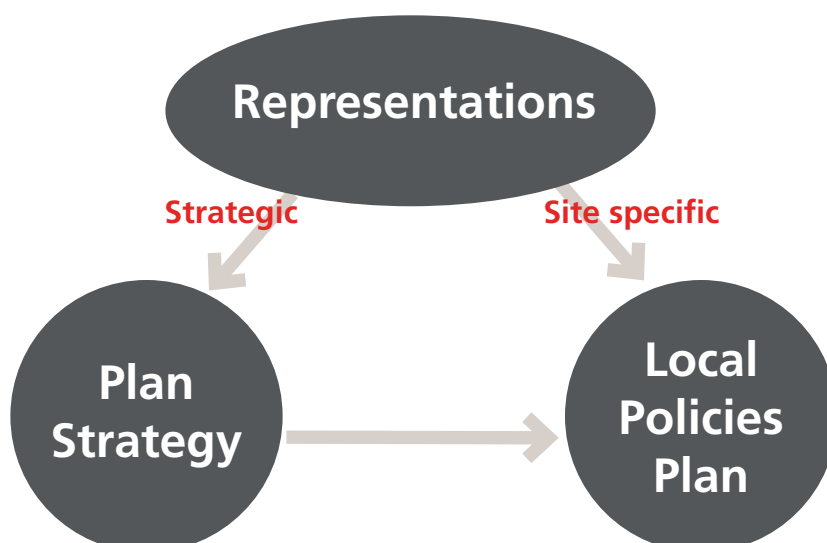 Representations
Strategic
Site specific
Plan
Strategy
Local
Policies
Plan